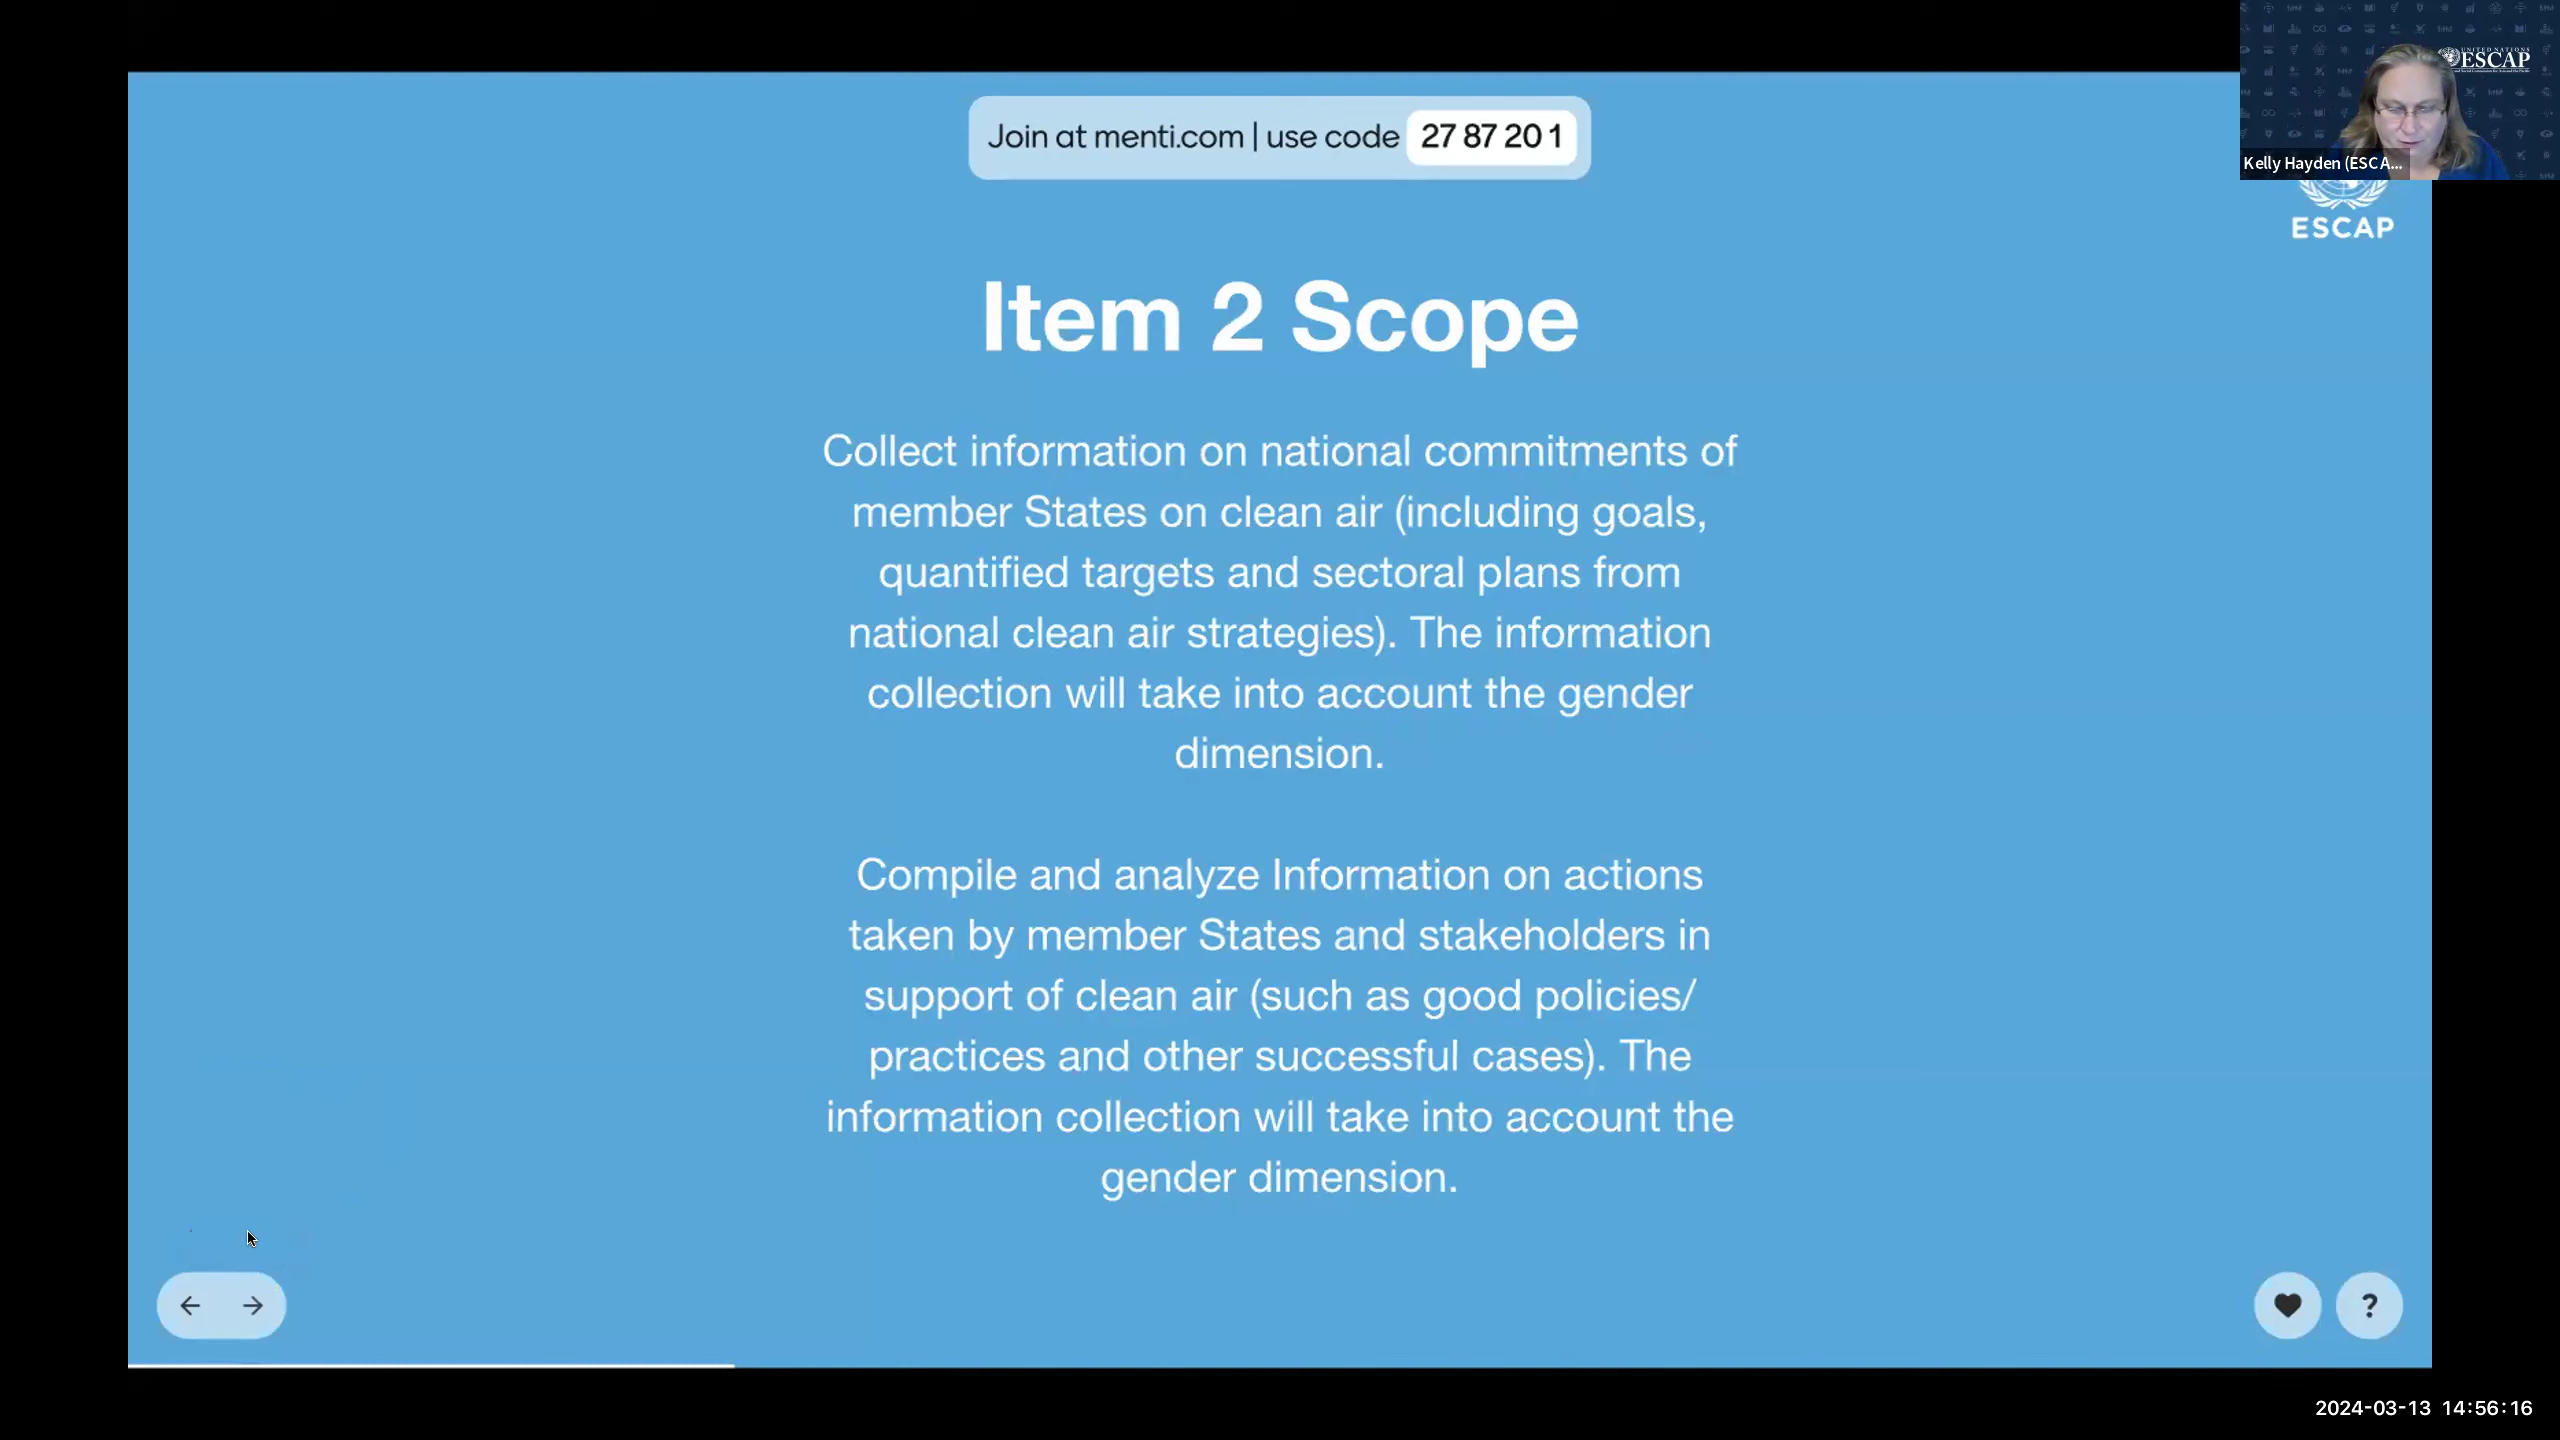 Join at menti.com | use code 27 87 20 1
UNITED NATIONS
ESCAP
Kelly Hayden (ESCA...
ESCAP
Item 2 Scope
Collect information on national commitments of
member States on clean air (including goals,
quantified targets and sectoral plans from
national clean air strategies). The information
collection will take into account the gender
dimension.
Compile and analyze Information on actions
taken by member States and stakeholders in
support of clean air (such as good policies/
practices and other successful cases). The
information collection will take into account the
gender dimension.
?
2024-03-13 14:56:16